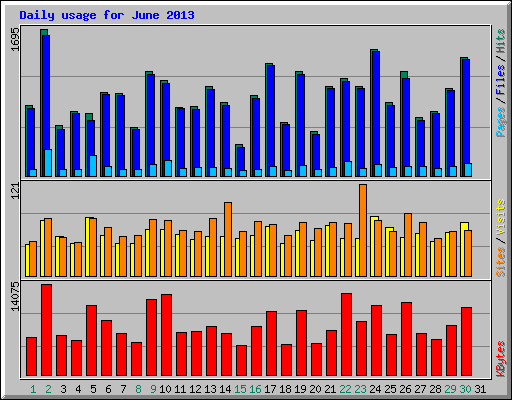 Daily usage for June 2013
1695
Pages / Files / Hits
121
Sites / Visits
14075
KBytes
1 2 3 4 5 6 7 8 9 10 11 12 13 14 15 16 17 18 19 20 21 22 23 24 25 26 27 28 29 30 31